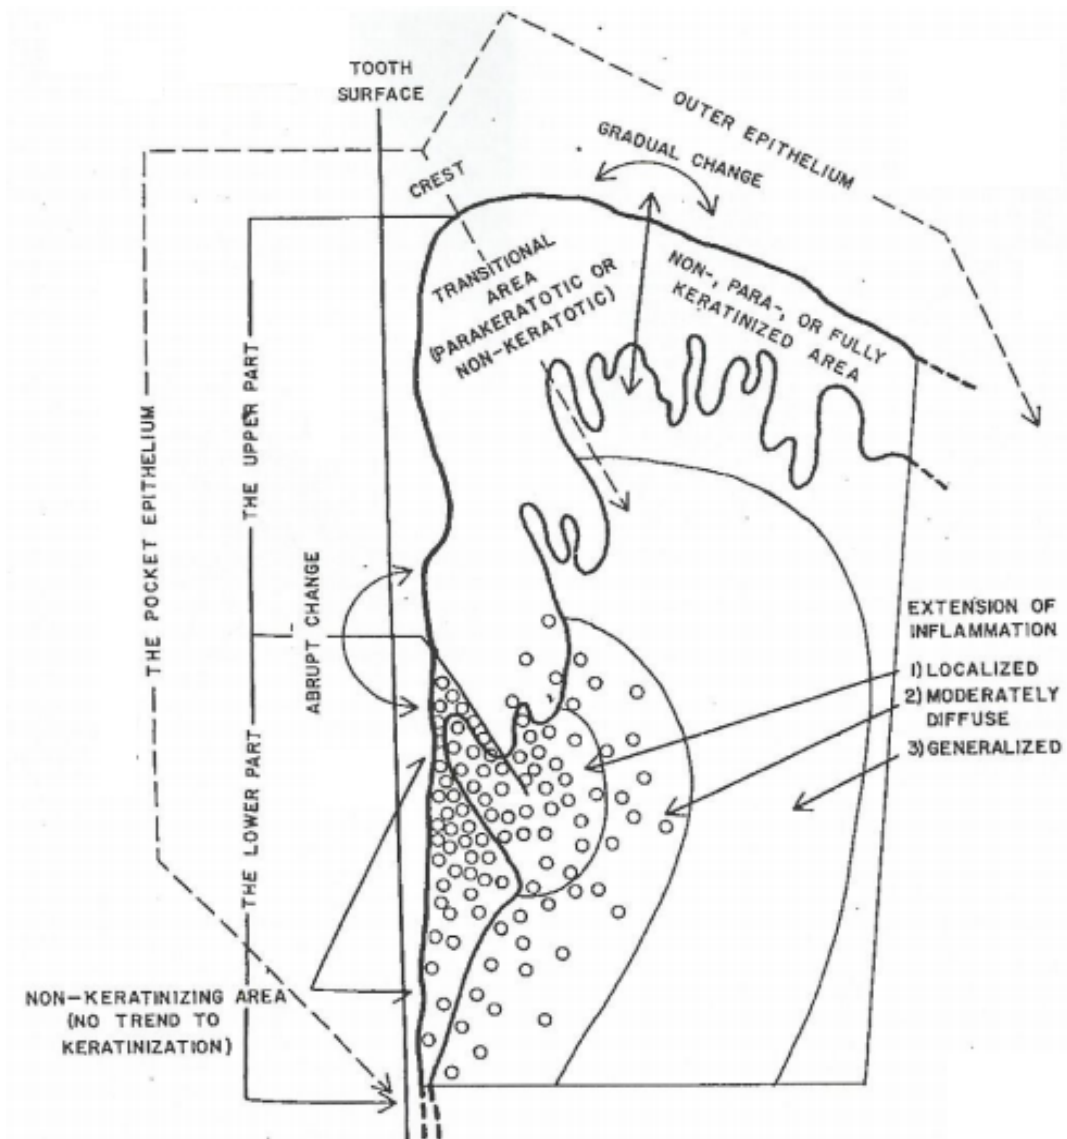 TOOTH
SURFACE
OUTER EPITHELIUM
GRADUAL CHANGE
CREST
TRANSITIONAL
AREA
(PARAKERATOTIC OR
NON-KERATOTIC)
NON-, PARA-, OR FULLY
KERATINIZED AREA
THE POCKET EPITHELIUM
THE UPPER PART
ABRUPT CHANGE
THE LOWER PART
EXTENSION OF
INFLAMMATION
1) LOCALIZED
2) MODERATELY
DIFFUSE
3) GENERALIZED
NON-KERATINIZING AREA
(NO TREND TO
KERATINIZATION)